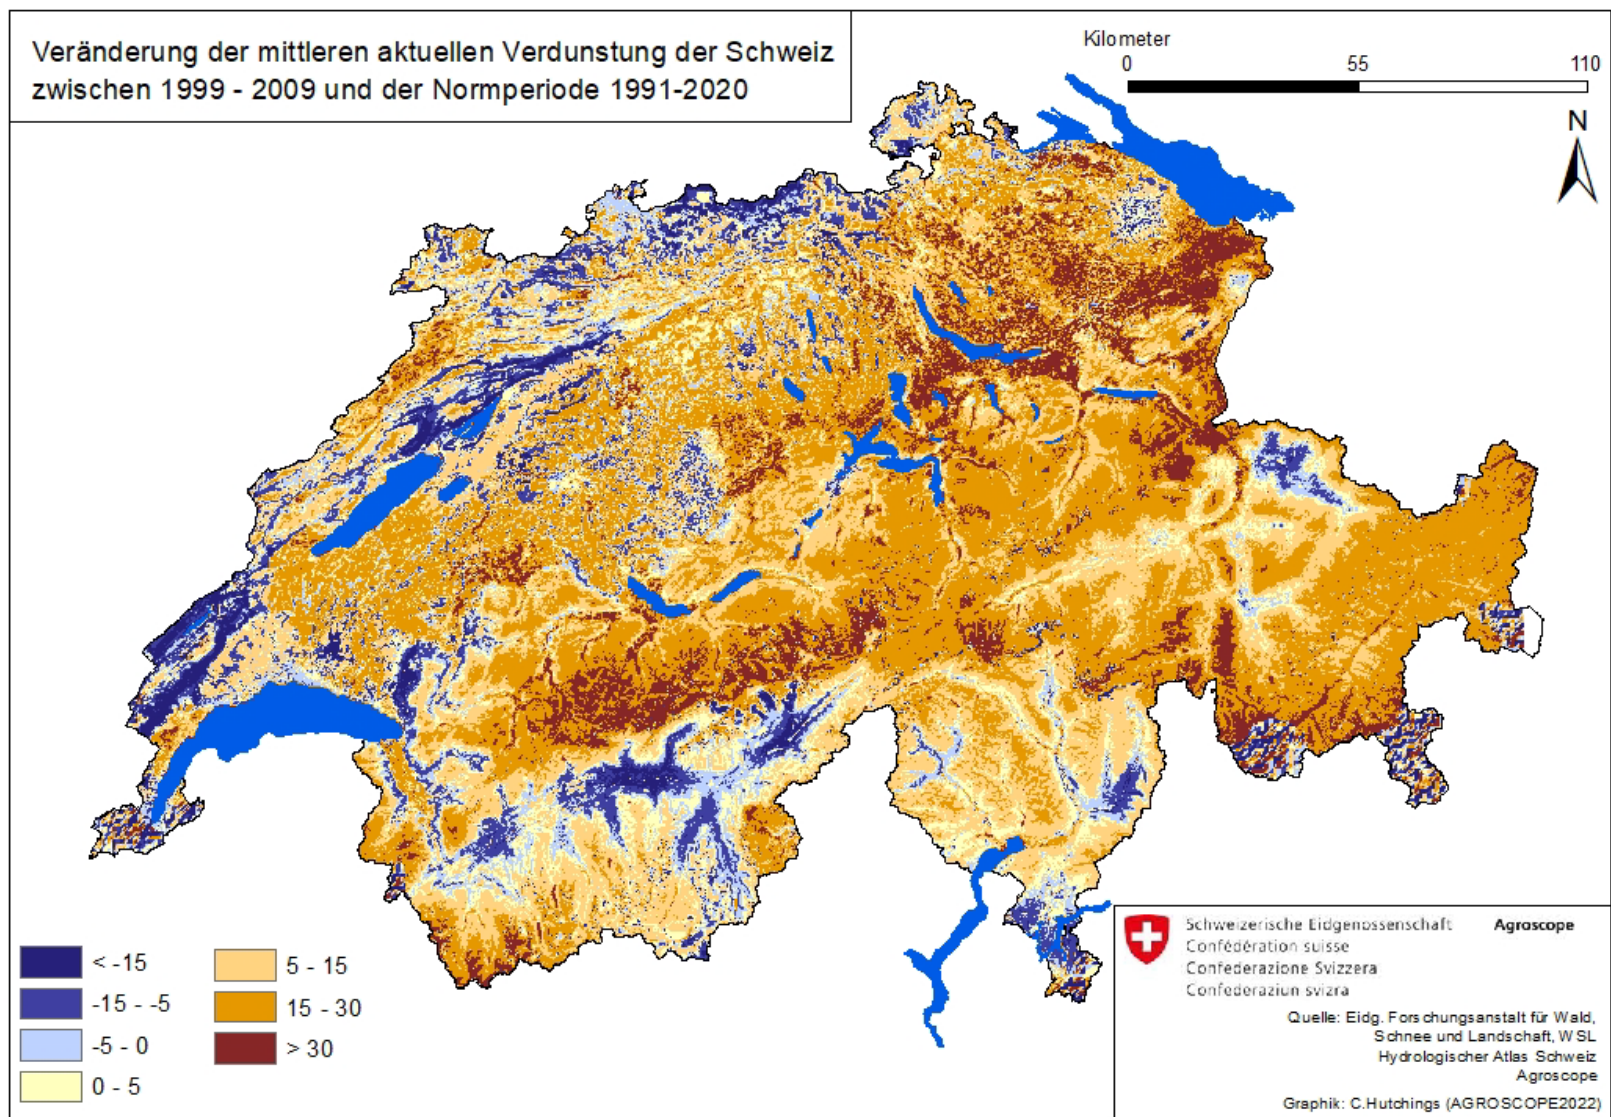 Veränderung der mittleren aktuellen Verdunstung der Schweiz
zwischen 1999 - 2009 und der Normperiode 1991-2020
Kilometer
0 55 110
N
< -15
-15 - -5
-5 - 0
0 - 5
5 - 15
15 - 30
> 30
Schweizerische Eidgenossenschaft
Confédération suisse
Confederazione Svizzera
Confederaziun svizra
Agroscope
Quelle: Eidg. Forschungsanstalt für Wald,
Schnee und Landschaft, WSL
Hydrologischer Atlas Schweiz
Agroscope
Graphik: C.Hutchings (AGROSCOPE2022)